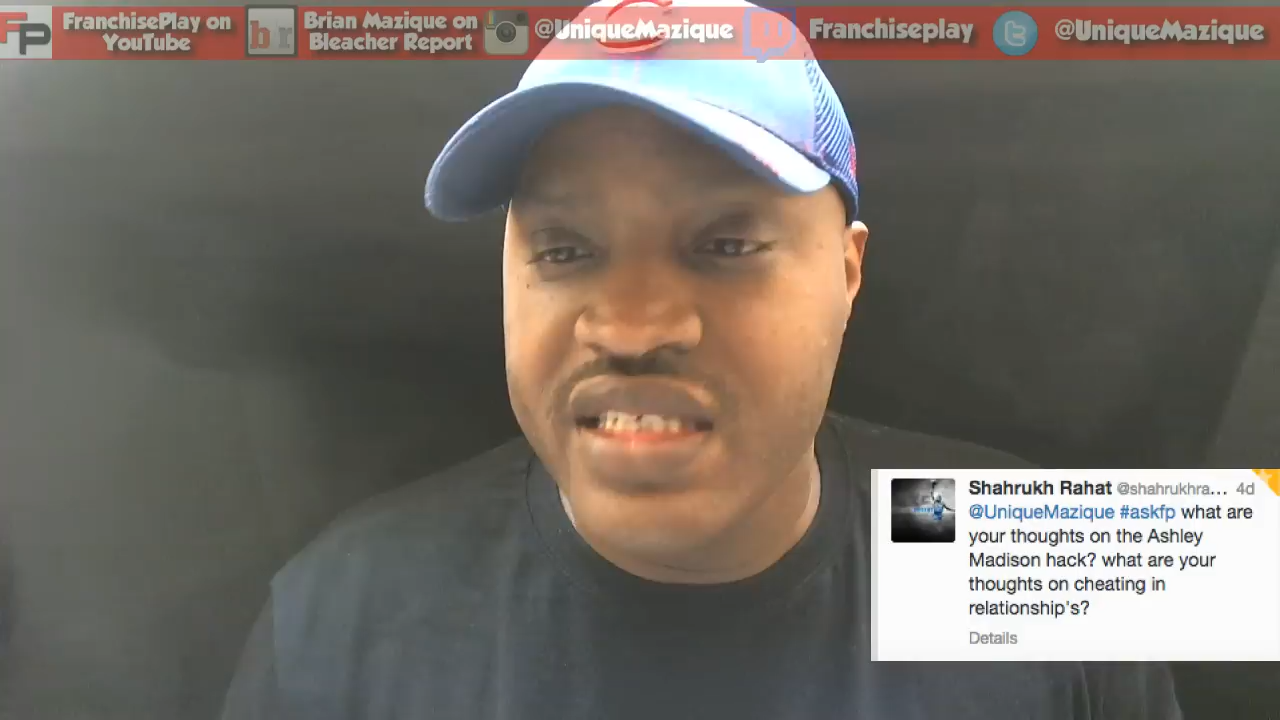 FP
FranchisePlay on
YouTube
br
Brian Mazique on
Bleacher Report
@UniqueMazique
Franchiseplay
@UniqueMazique
C
Shahrukh Rahat @shahrukhra... 4d
@UniqueMazique #askfp what are
your thoughts on the Ashley
Madison hack? what are your
thoughts on cheating in
relationship's?
Details